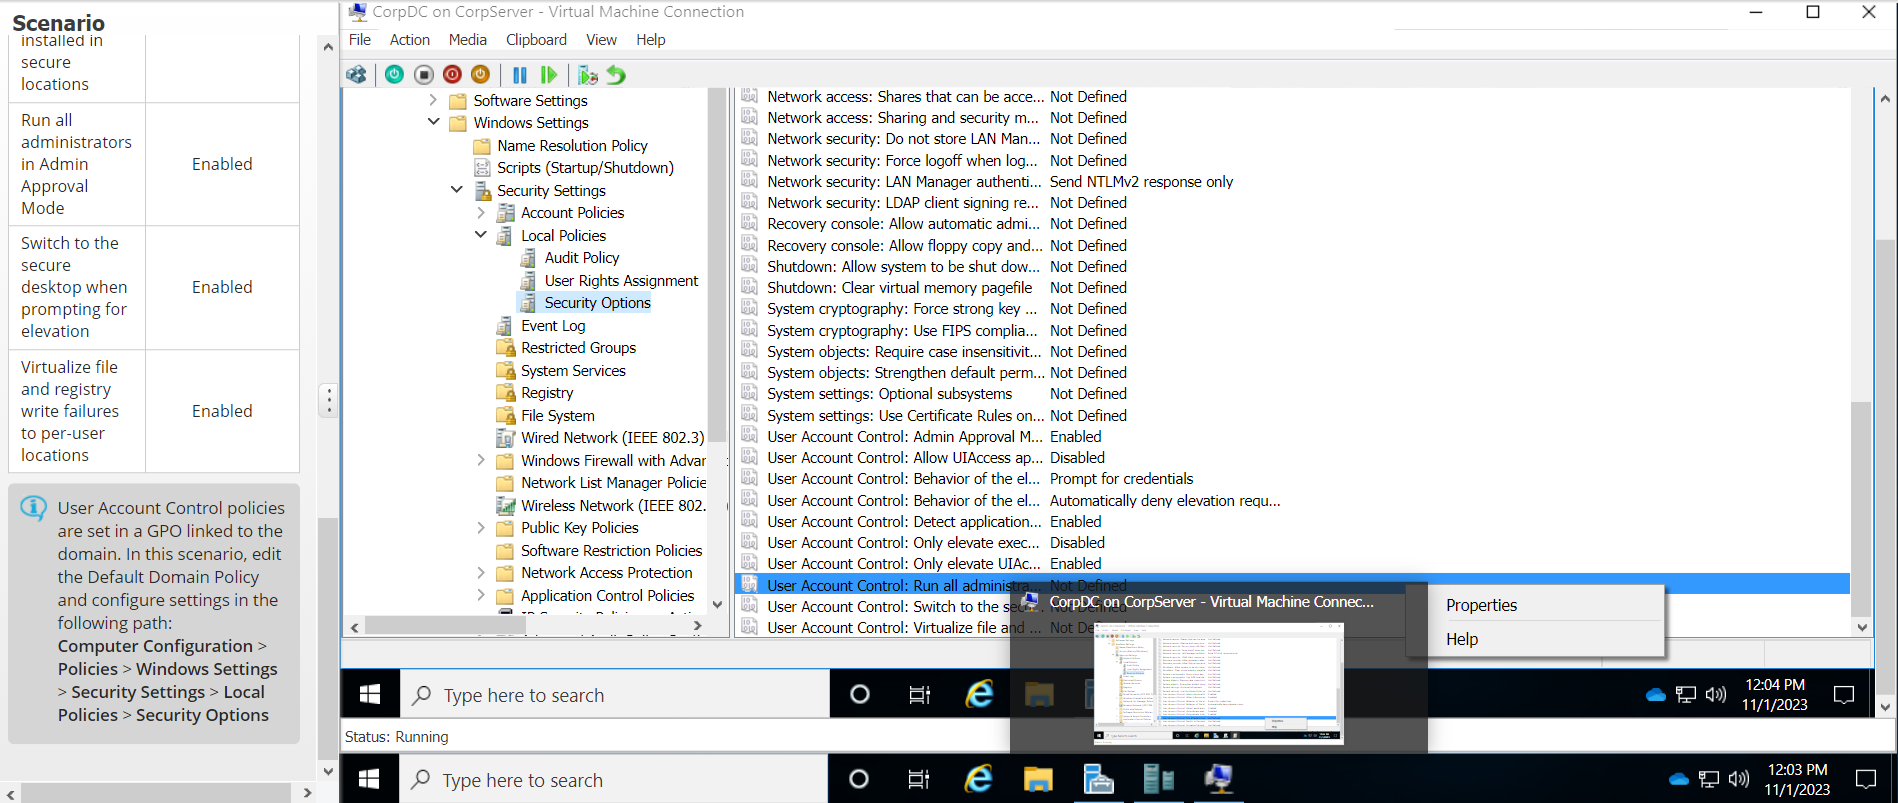 Scenario
installed in
secure
locations
Run all
administrators
in Admin
Approval
Mode
Enabled
Switch to the
secure
desktop when
prompting for
elevation
Enabled
Virtualize file
and registry
write failures
to per-user
locations
Enabled
User Account Control policies
are set in a GPO linked to the
domain. In this scenario, edit
the Default Domain Policy
and configure settings in the
following path:
Computer Configuration >
Policies > Windows Settings
> Security Settings > Local
Policies > Security Options
CorpDC on CorpServer - Virtual Machine Connection
File Action Media Clipboard View Help
Software Settings
Windows Settings
Name Resolution Policy
Scripts (Startup/Shutdown)
Security Settings
Account Policies
Local Policies
Audit Policy
User Rights Assignment
Security Options
Event Log
Restricted Groups
System Services
Registry
File System
Wired Network (IEEE 802.3)
Windows Firewall with Advar
Network List Manager Policie
Wireless Network (IEEE 802.
Public Key Policies
Software Restriction Policies
Network Access Protection
Application Control Policies
Network access: Shares that can be acce... Not Defined
Network access: Sharing and security m... Not Defined
Network security: Do not store LAN Man... Not Defined
Network security: Force logoff when log... Not Defined
Network security: LAN Manager authenti... Send NTLMv2 response only
Network security: LDAP client signing re... Not Defined
Recovery console: Allow automatic admi... Not Defined
Recovery console: Allow floppy copy and... Not Defined
Shutdown: Allow system to be shut dow... Not Defined
Shutdown: Clear virtual memory pagefile Not Defined
System cryptography: Force strong key ... Not Defined
System cryptography: Use FIPS complia... Not Defined
System objects: Require case insensitivit... Not Defined
System objects: Strengthen default perm... Not Defined
System settings: Optional subsystems Not Defined
System settings: Use Certificate Rules on... Not Defined
User Account Control: Admin Approval M... Enabled
User Account Control: Allow UIAccess ap... Disabled
User Account Control: Behavior of the el... Prompt for credentials
User Account Control: Behavior of the el... Automatically deny elevation requ...
User Account Control: Detect application... Enabled
User Account Control: Only elevate exec... Disabled
User Account Control: Only elevate UIAc... Enabled
User Account Control: Run all administra... Not Defined
User Account Control: Switch to the sec
User Account Control: Virtualize file and Not De
CorpDC on CorpServer - Virtual Machine Connec...
Properties
Help
Type here to search
12:04 PM
11/1/2023
Status: Running
Type here to search
12:03 PM
11/1/2023